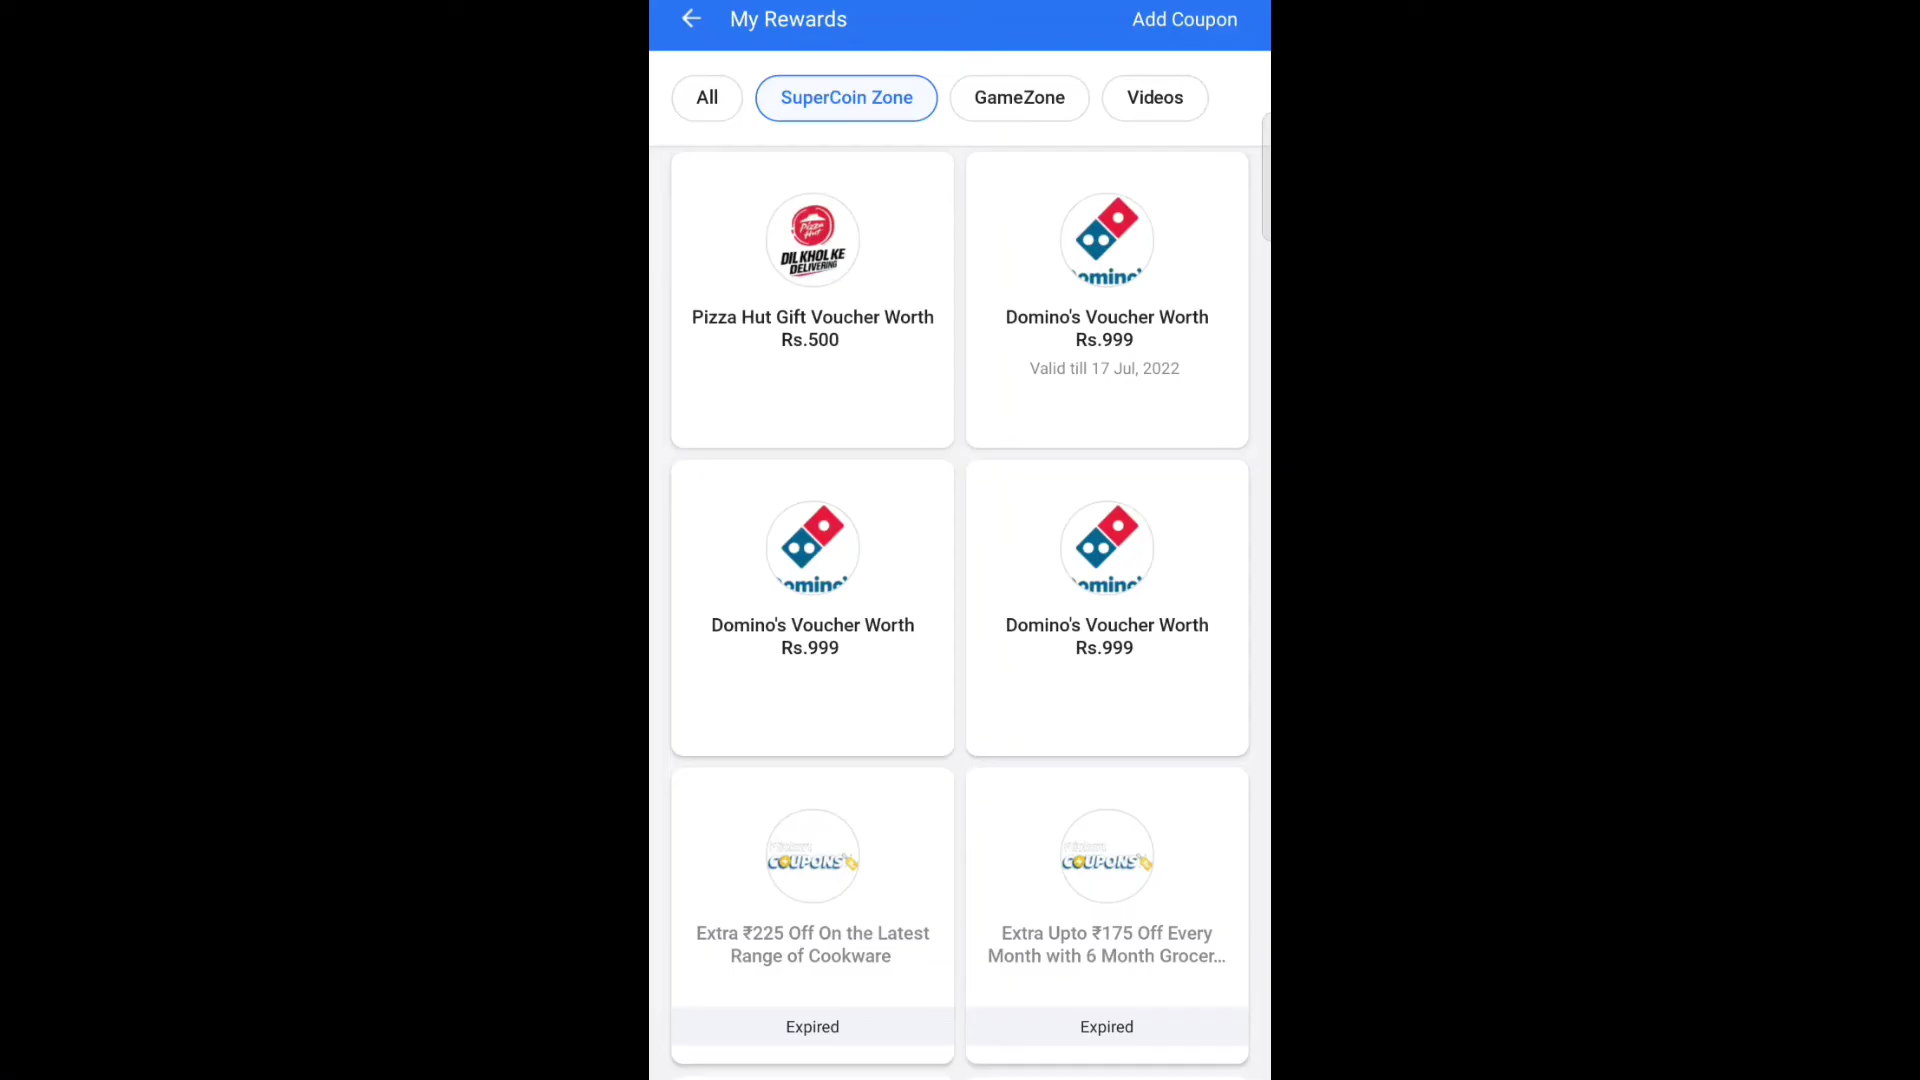 My Rewards
Add Coupon
All
SuperCoin Zone
GameZone
Videos
Pizza Hut
DIL KHOL KE
DELIVERING
Pizza Hut Gift Voucher Worth
Rs.500
Domino's Voucher Worth
Rs.999
Valid till 17 Jul, 2022
Domino's Voucher Worth
Rs.999
Domino's Voucher Worth
Rs.999
COUPONS
Extra ₹225 Off On the Latest
Range of Cookware
Expired
COUPONS
Extra Upto ₹175 Off Every
Month with 6 Month Grocer...
Expired